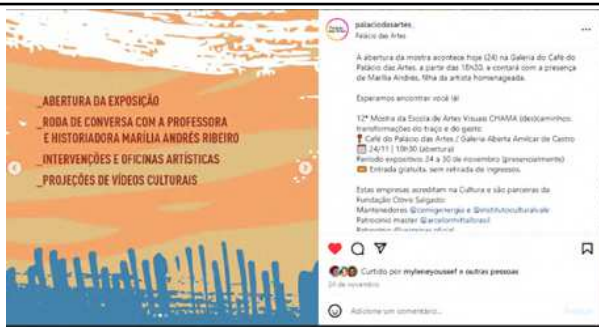 _ABERTURA DA EXPOSIÇÃO
_RODA DE CONVERSA COM A PROFESSORA
E HISTORIADORA MARÍLIA ANDRÉS RIBEIRO
_INTERVENÇÕES E OFICINAS ARTÍSTICAS
_PROJEÇÕES DE VÍDEOS CULTURAIS
palaciodasartes_
Palácio das Artes
A abertura da mostra acontece hoje (24) na Galeria do Café do
Palácio das Artes, a partir das 18h30, e contará com a presença
de Marília Andrés, filha da artista homenageada.
Esperamos encontrar você lá!
12ª Mostra da Escola de Artes Visuais CHAMA (des)caminhos:
transformações do traço e do gesto
Café do Palácio das Artes / Galeria Aberta Amilcar de Castro
24/11 | (abertura)
Período expositivo: 24 a 30 de novembro (presencialmente)
Entrada gratuita, sem retirada de ingressos.
Estas empresas acreditam na Cultura e são parceiras da
Fundação Clóvis Salgado:
Mantenedores @cemigenergia e @institutoculturalvale
Patrocínio master @arcelormittalbrasil
Curtido por myleneyoussef e outras pessoas
24 de novembro
Adicione um comentário...